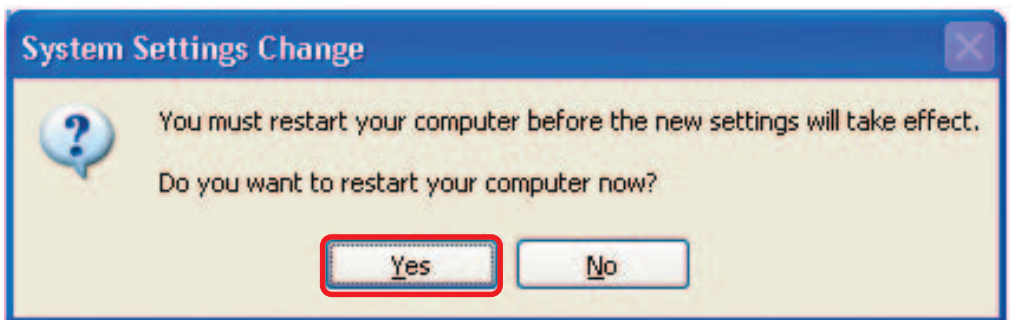 System Settings Change
You must restart your computer before the new settings will take effect.
Do you want to restart your computer now?
Yes No